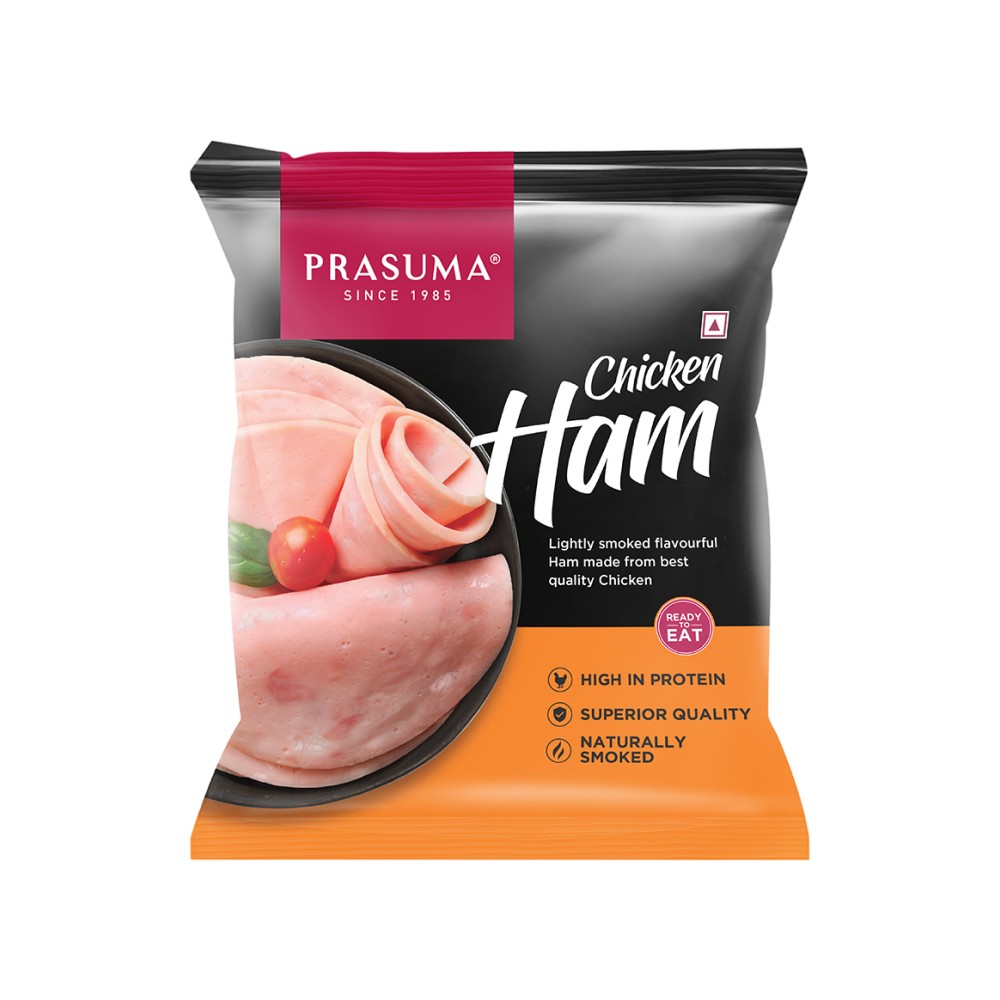 PRASUMA®
SINCE 1985
Chicken
Ham
Lightly smoked flavourful
Ham made from best
quality Chicken
READY
TO
EAT
HIGH IN PROTEIN
SUPERIOR QUALITY
NATURALLY
SMOKED